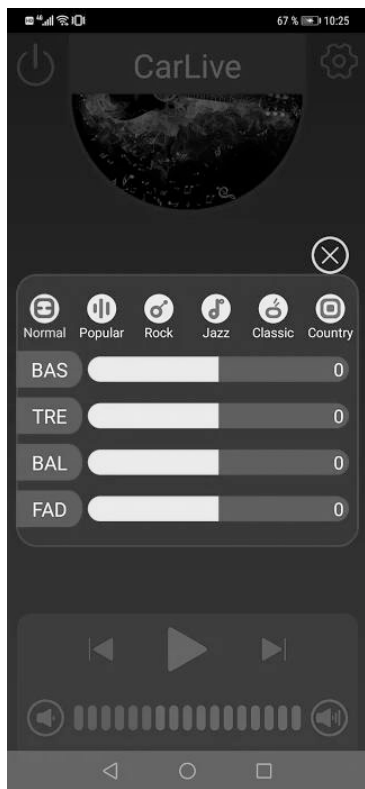 67 % 10:25
CarLive
Normal Popular Rock Jazz Classic Country
BAS 0
TRE 0
BAL 0
FAD 0